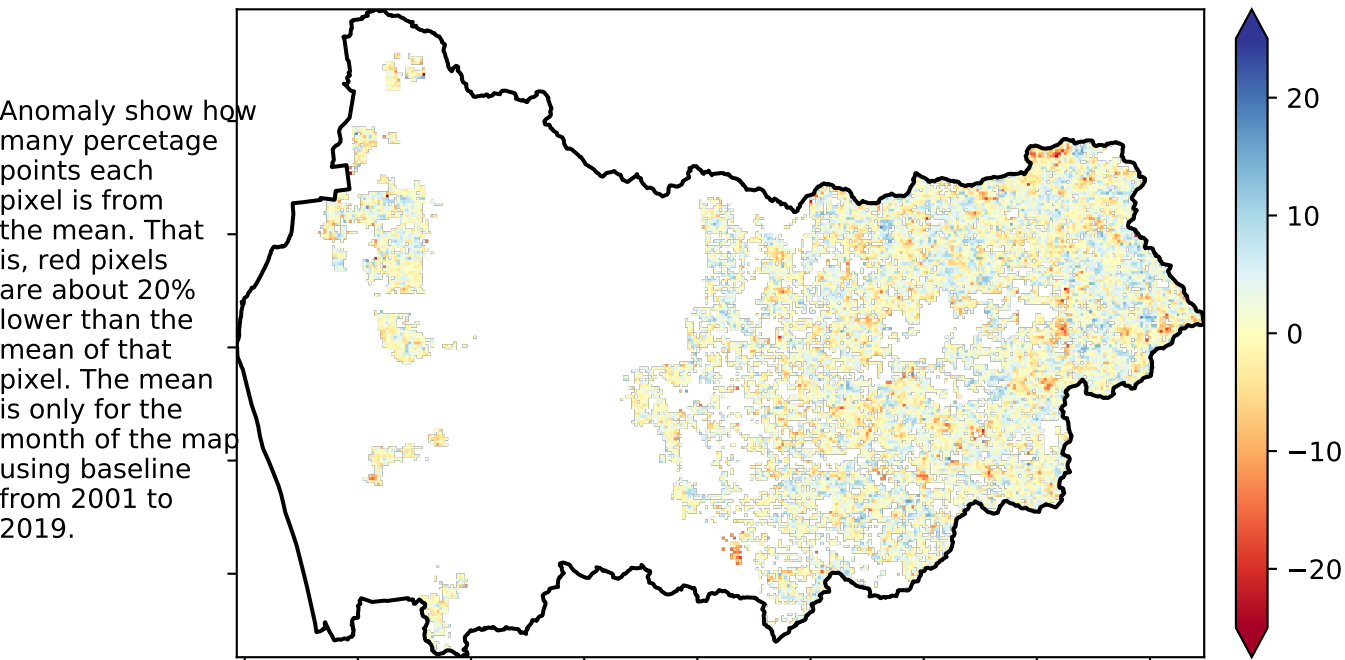 Anomaly show how
many percetage
points each
pixel is from
the mean. That
is, red pixels
are about 20%
lower than the
mean of that
pixel. The mean
is only for the
month of the map
using baseline
from 2001 to
2019.
20
10
0
−10
−20